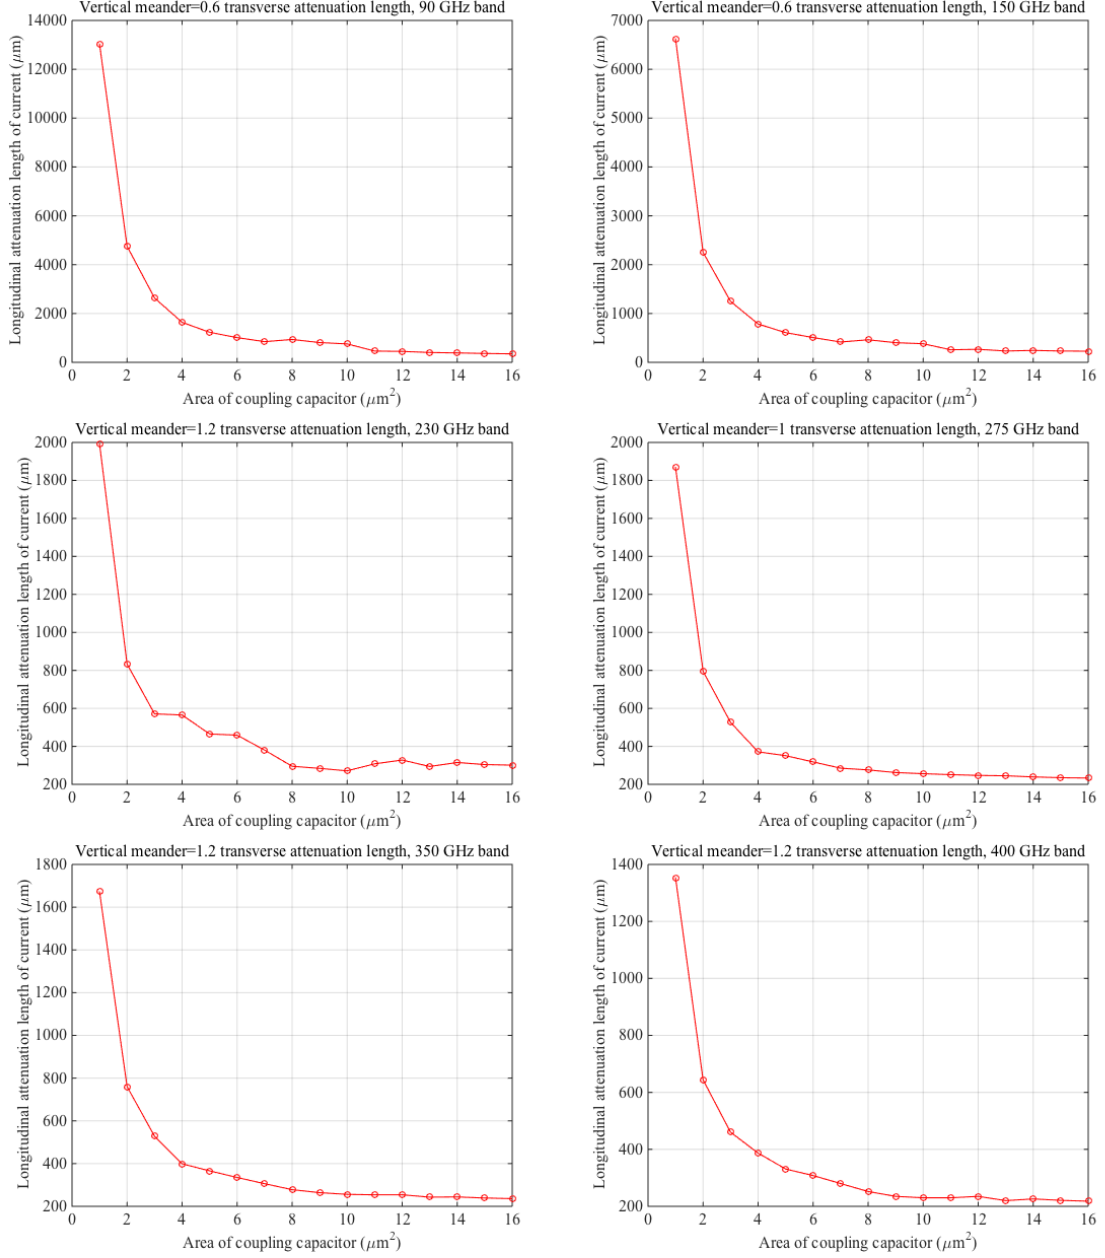 Vertical meander=0.6 transverse attenuation length, 90 GHz band
Longitudinal attenuation length of current (μm)
14000
12000
10000
8000
6000
4000
2000
0
0 2 4 6 8 10 12 14 16
Area of coupling capacitor (μm²)
Vertical meander=0.6 transverse attenuation length, 150 GHz band
Longitudinal attenuation length of current (μm)
7000
6000
5000
4000
3000
2000
1000
0
0 2 4 6 8 10 12 14 16
Area of coupling capacitor (μm²)
Vertical meander=1.2 transverse attenuation length, 230 GHz band
Longitudinal attenuation length of current (μm)
2000
1800
1600
1400
1200
1000
800
600
400
200
0 2 4 6 8 10 12 14 16
Area of coupling capacitor (μm²)
Vertical meander=1 transverse attenuation length, 275 GHz band
Longitudinal attenuation length of current (μm)
2000
1800
1600
1400
1200
1000
800
600
400
200
0 2 4 6 8 10 12 14 16
Area of coupling capacitor (μm²)
Vertical meander=1.2 transverse attenuation length, 350 GHz band
Longitudinal attenuation length of current (μm)
1800
1600
1400
1200
1000
800
600
400
200
0 2 4 6 8 10 12 14 16
Area of coupling capacitor (μm²)
Vertical meander=1.2 transverse attenuation length, 400 GHz band
Longitudinal attenuation length of current (μm)
1400
1200
1000
800
600
400
200
0 2 4 6 8 10 12 14 16
Area of coupling capacitor (μm²)